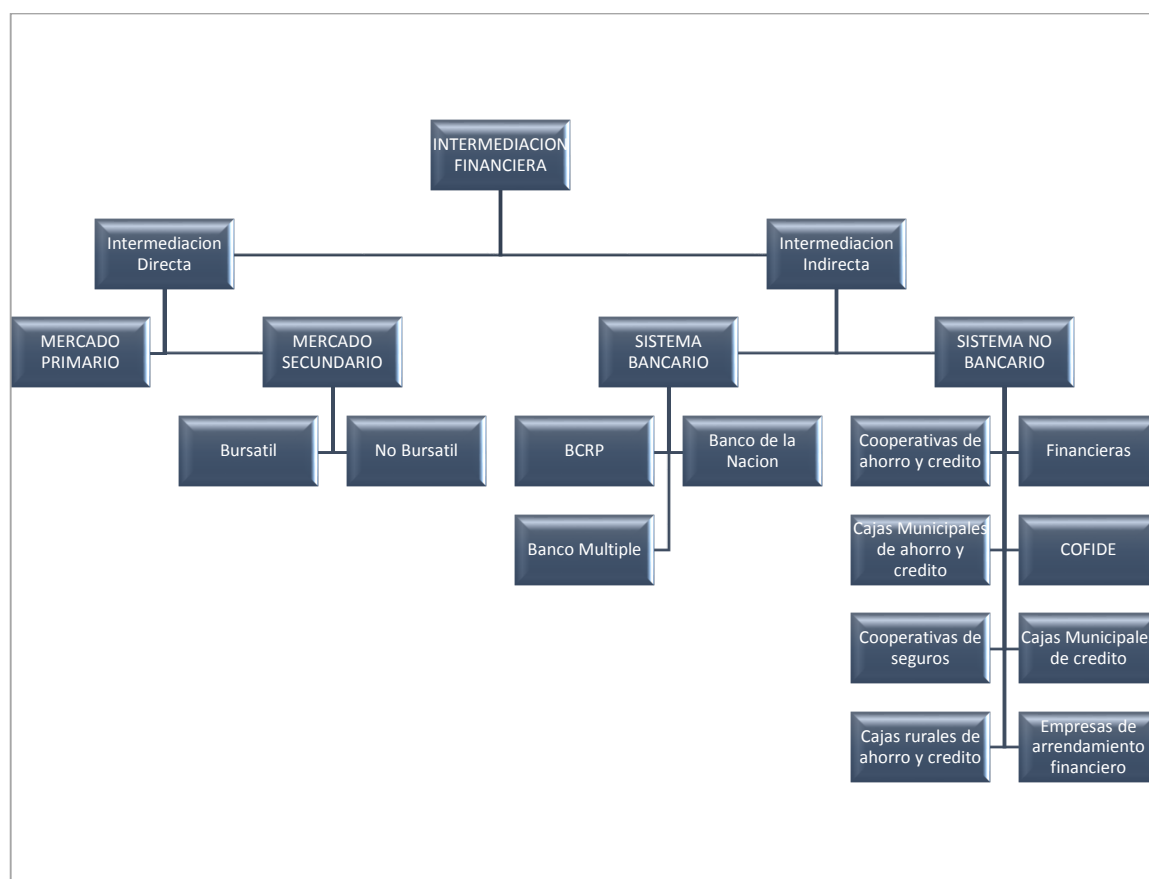 INTERMEDIACION
FINANCIERA
Intermediacion
Directa
Intermediacion
Indirecta
MERCADO
PRIMARIO
MERCADO
SECUNDARIO
SISTEMA
BANCARIO
SISTEMA NO
BANCARIO
Bursatil
No Bursatil
BCRP
Banco de la
Nacion
Cooperativas de
ahorro y credito
Financieras
Banco Multiple
Cajas Municipales
de ahorro y
credito
COFIDE
Cooperativas de
seguros
Cajas Municipales
de credito
Cajas rurales de
ahorro y credito
Empresas de
arrendamiento
financiero